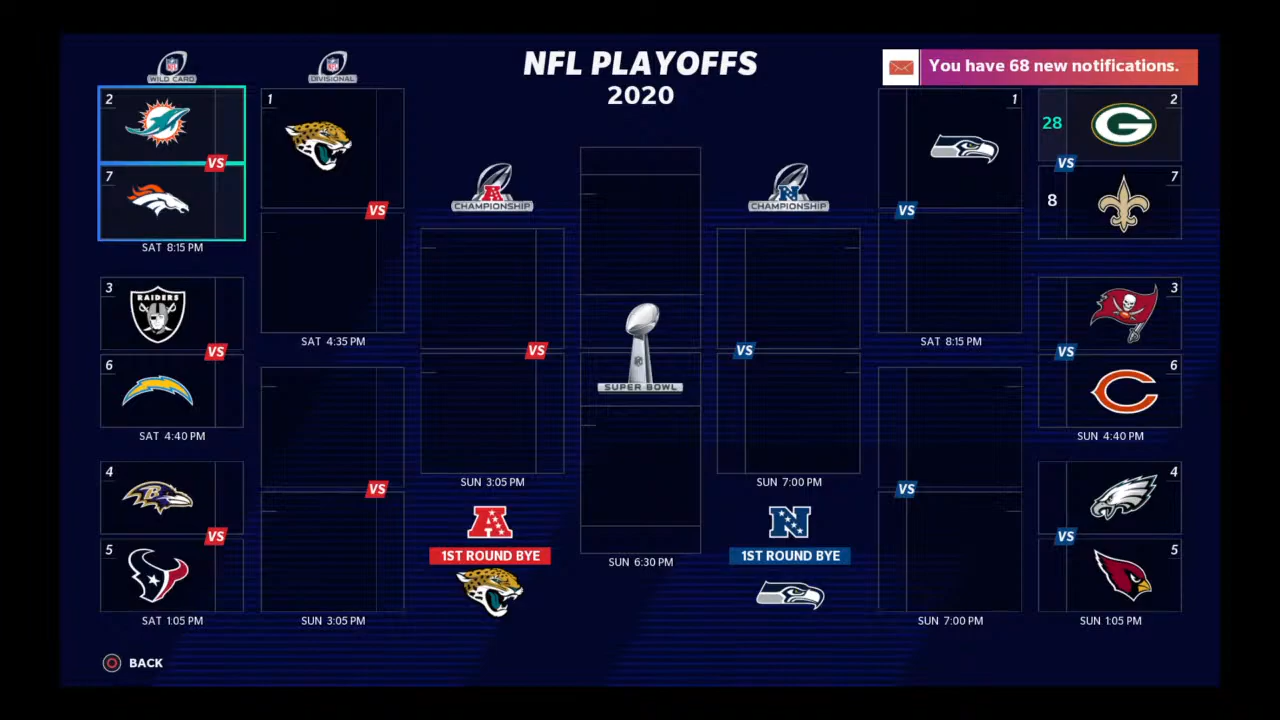 NFL PLAYOFFS
2020
You have 68 new notifications.
WILD CARD
DIVISIONAL
2
VS
7
SAT 8:15 PM
3
RAIDERS
VS
6
SAT 4:40 PM
4
VS
5
SAT 1:05 PM
1
VS
SAT 4:35 PM
VS
SUN 3:05 PM
A
CHAMPIONSHIP
VS
SUN 3:05 PM
A
1ST ROUND BYE
SUPER BOWL
SUN 6:30 PM
N
CHAMPIONSHIP
VS
SUN 7:00 PM
N
1ST ROUND BYE
1
VS
SAT 8:15 PM
VS
SUN 7:00 PM
28
G
2
VS
8
7
3
VS
C
6
SUN 4:40 PM
4
VS
5
SUN 1:05 PM
BACK